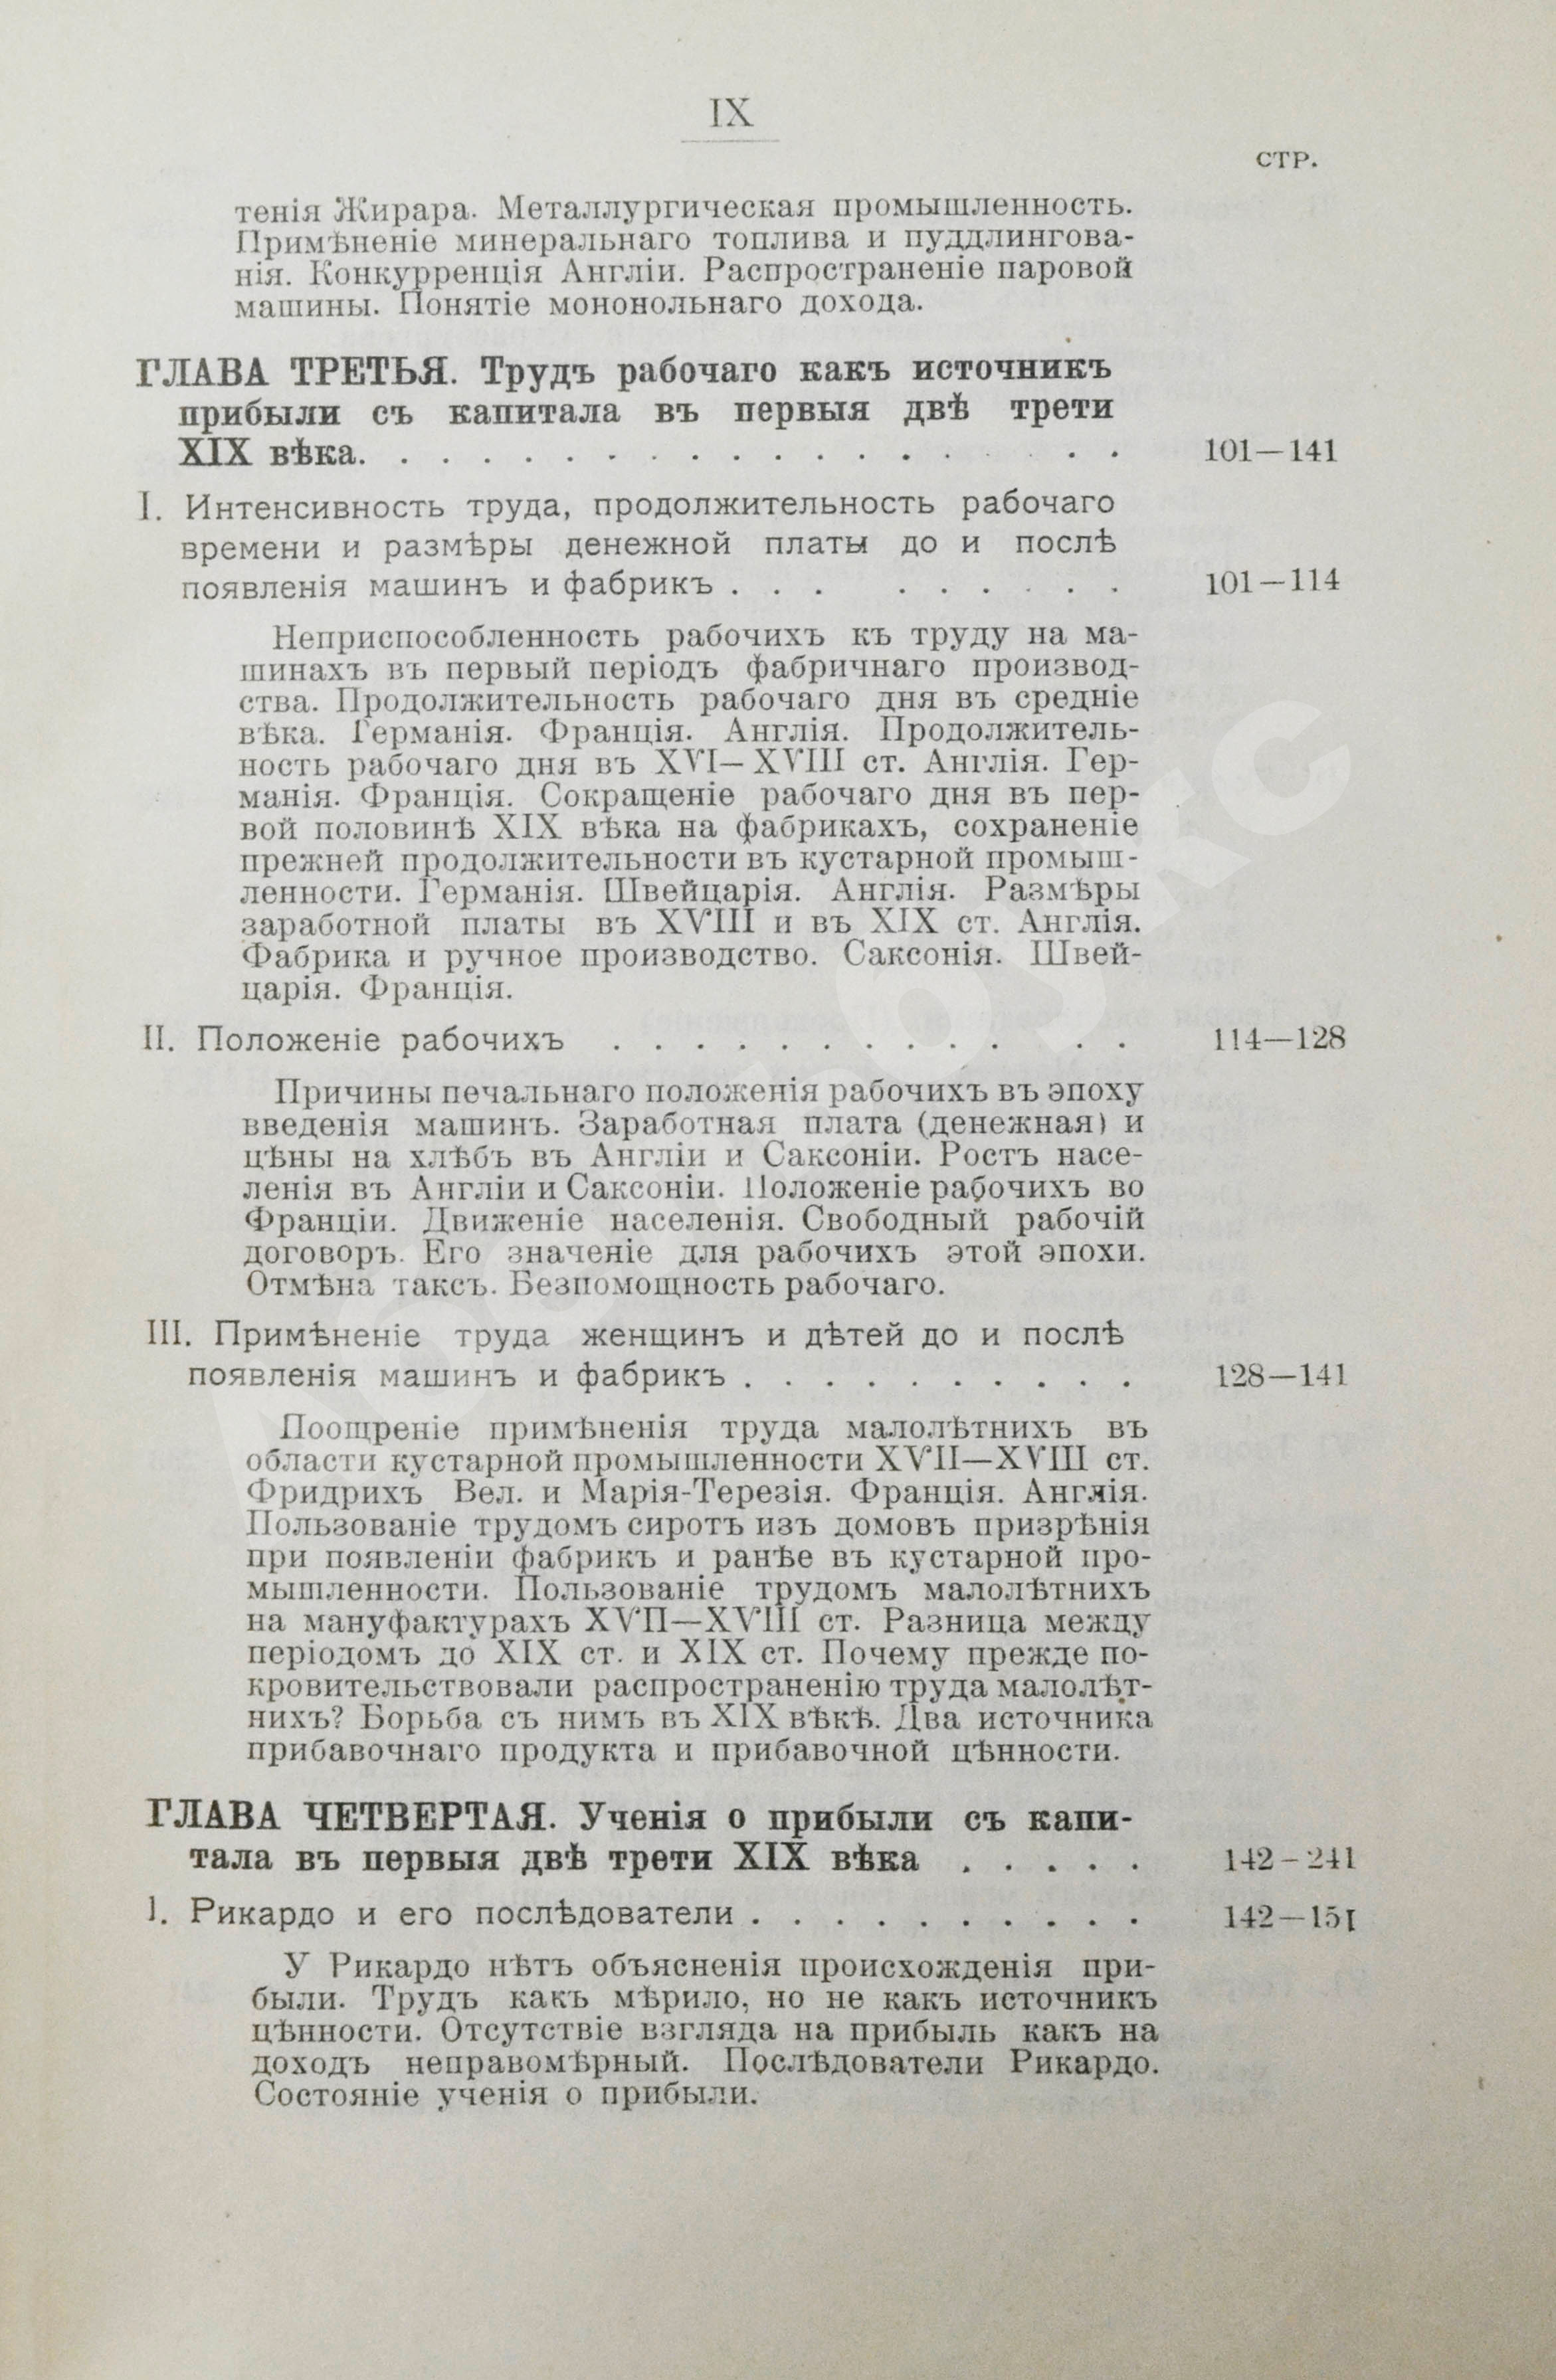 IX
СТР.
тенія Жирара. Металлургическая промышленность.
Примѣненіе минеральнаго топлива и пуддлингова-
нія. Конкурренція Англіи. Распространеніе паровой
машины. Понятіе мононольнаго дохода.
ГЛАВА ТРЕТЬЯ. Трудъ рабочаго какъ источникъ
прибыли съ капитала въ первыя двѣ трети
XIX вѣка. . . . . . . . . . . . . . . . . 101—141
I. Интенсивность труда, продолжительность рабочаго
времени и размѣры денежной платы до и послѣ
появленія машинъ и фабрикъ . . . . . . . . . 101—114
Неприспособленность рабочихъ къ труду на ма-
шинахъ въ первый періодъ фабричнаго производ-
ства. Продолжительность рабочаго дня въ средніе
вѣка. Германія. Франція. Англія. Продолжитель-
ность рабочаго дня въ XVI—XVIII ст. Англія. Гер-
манія. Франція. Сокращеніе рабочаго дня въ пер-
вой половинѣ XIX вѣка на фабрикахъ, сохраненіе
прежней продолжительности въ кустарной промыш-
ленности. Германія. Швейцарія. Англія. Размѣры
заработной платы въ XVIII и въ XIX ст. Англія.
Фабрика и ручное производство. Саксонія. Швей-
царія. Франція.
II. Положеніе рабочихъ . . . . . . . . . . . . 114—128
Причины печальнаго положенія рабочихъ въ эпоху
введенія машинъ. Заработная плата (денежная) и
цѣны на хлѣбъ въ Англіи и Саксоніи. Ростъ насе-
ленія въ Англіи и Саксоніи. Положеніе рабочихъ во
Франціи. Движеніе населенія. Свободный рабочій
договоръ. Его значеніе для рабочихъ этой эпохи.
Отмѣна таксъ. Безпомощность рабочаго.
III. Примѣненіе труда женщинъ и дѣтей до и послѣ
появленія машинъ и фабрикъ . . . . . . . . . . 128—141
Поощреніе примѣненія труда малолѣтнихъ въ
области кустарной промышленности XVII—XVIII ст.
Фридрихъ Вел. и Марія-Терезія. Франція. Англія.
Пользованіе трудомъ сиротъ изъ домовъ призрѣнія
при появленіи фабрикъ и ранѣе въ кустарной про-
мышленности. Пользованіе трудомъ малолѣтнихъ
на мануфактурахъ XVII—XVIII ст. Разница между
періодомъ до XIX ст. и XIX ст. Почему прежде по-
кровительствовали распространенію труда малолѣт-
нихъ? Борьба съ нимъ въ XIX вѣкѣ. Два источника
прибавочнаго продукта и прибавочной цѣнности.
ГЛАВА ЧЕТВЕРТАЯ. Ученія о прибыли съ капи-
тала въ первыя двѣ трети XIX вѣка . . . . . 142—241
I. Рикардо и его послѣдователи . . . . . . . . . . . 142—151
У Рикардо нѣтъ объясненія происхожденія при-
были. Трудъ какъ мѣрило, но не какъ источникъ
цѣнности. Отсутствіе взгляда на прибыль какъ на
доходъ неправомѣрный. Послѣдователи Рикардо.
Состояніе ученія о прибыли.